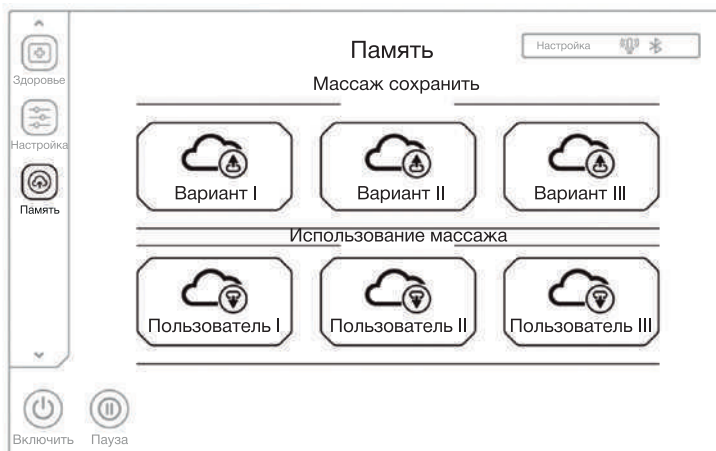 Память
Настройка
Здоровье
Настройка
Память
Массаж сохранить
Вариант I
Вариант II
Вариант III
Использование массажа
Пользователь I
Пользователь II
Пользователь III
Включить
Пауза